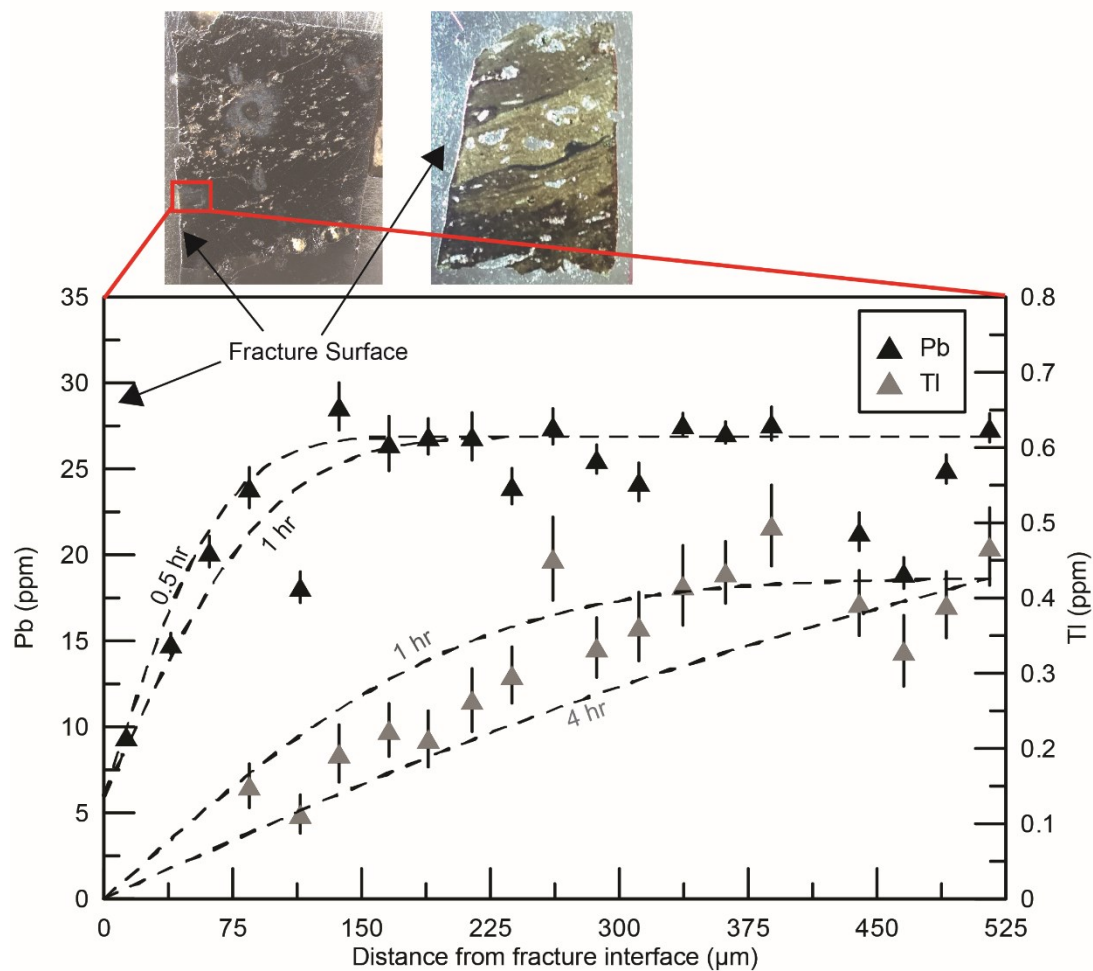 Fracture Surface
Pb
Tl
0.5 hr
1 hr
1 hr
4 hr
Pb (ppm)
35
30
25
20
15
10
5
0
Tl (ppm)
0.8
0.7
0.6
0.5
0.4
0.3
0.2
0.1
0
0 75 150 225 300 375 450 525
Distance from fracture interface (µm)